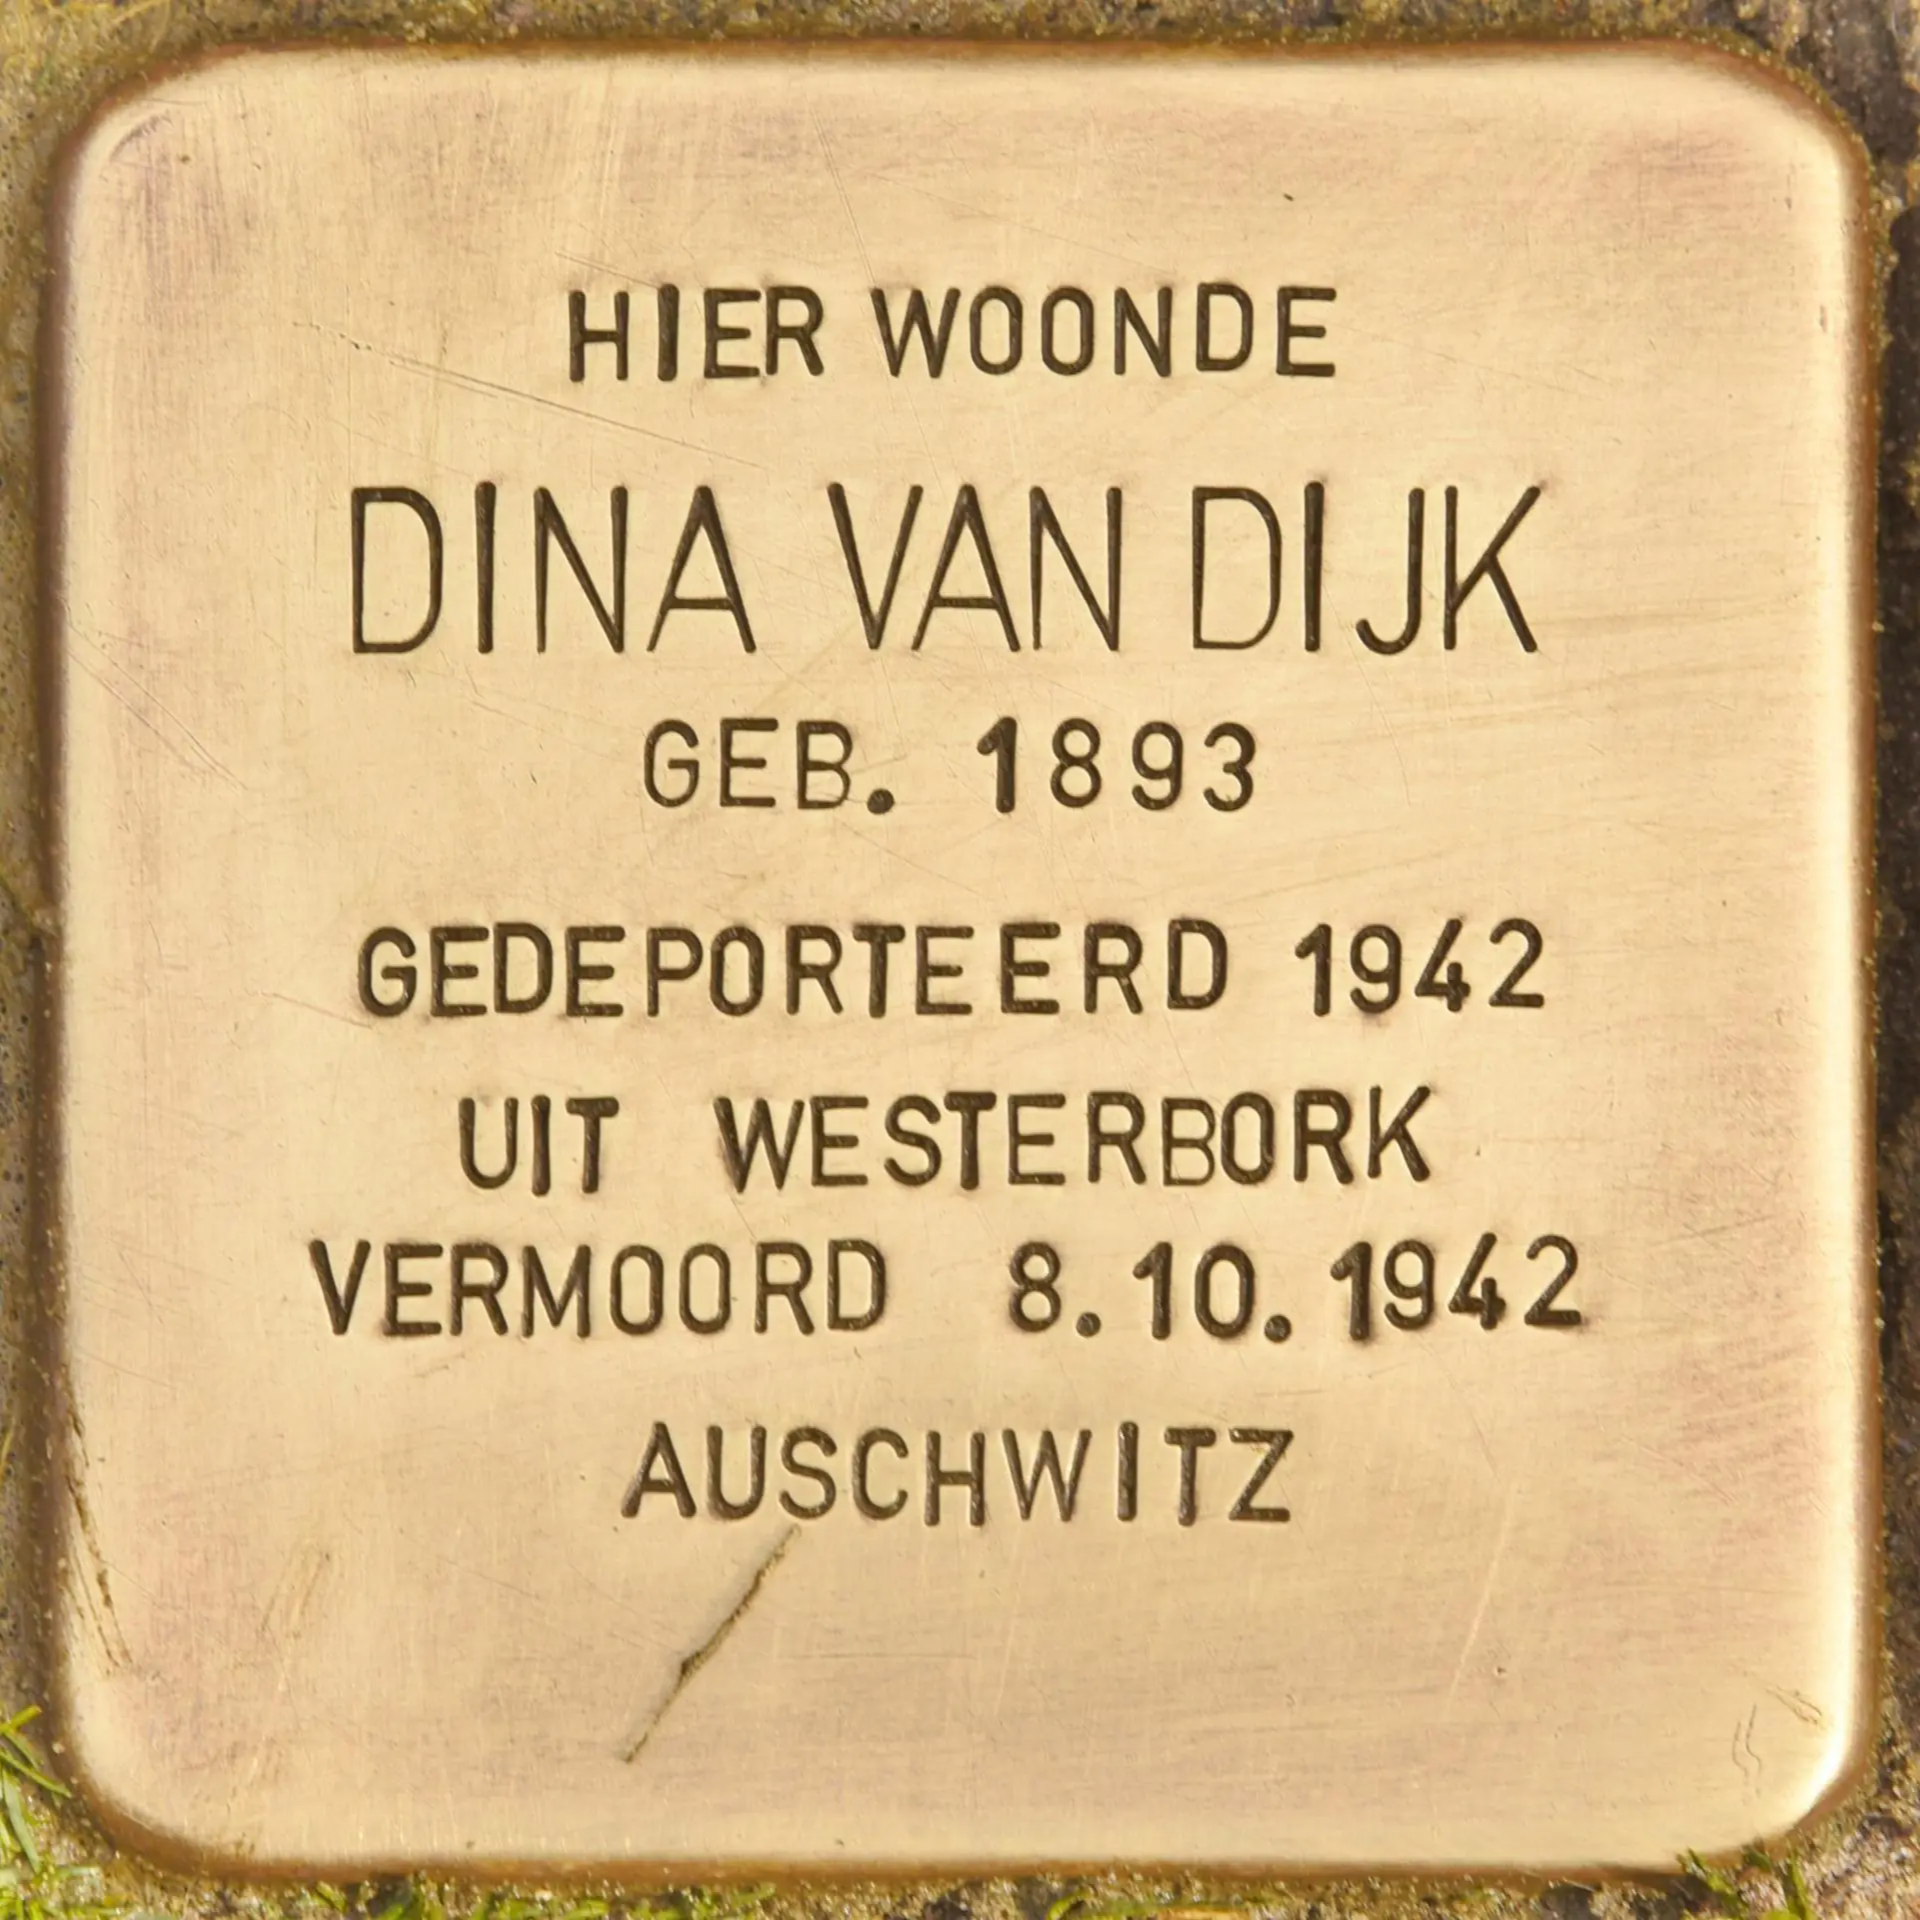 HIER WOONDE
DINA VAN DIJK
GEB. 1893
GEDEPORTEERD 1942
UIT WESTERBORK
VERMOORD 8.10.1942
AUSCHWITZ